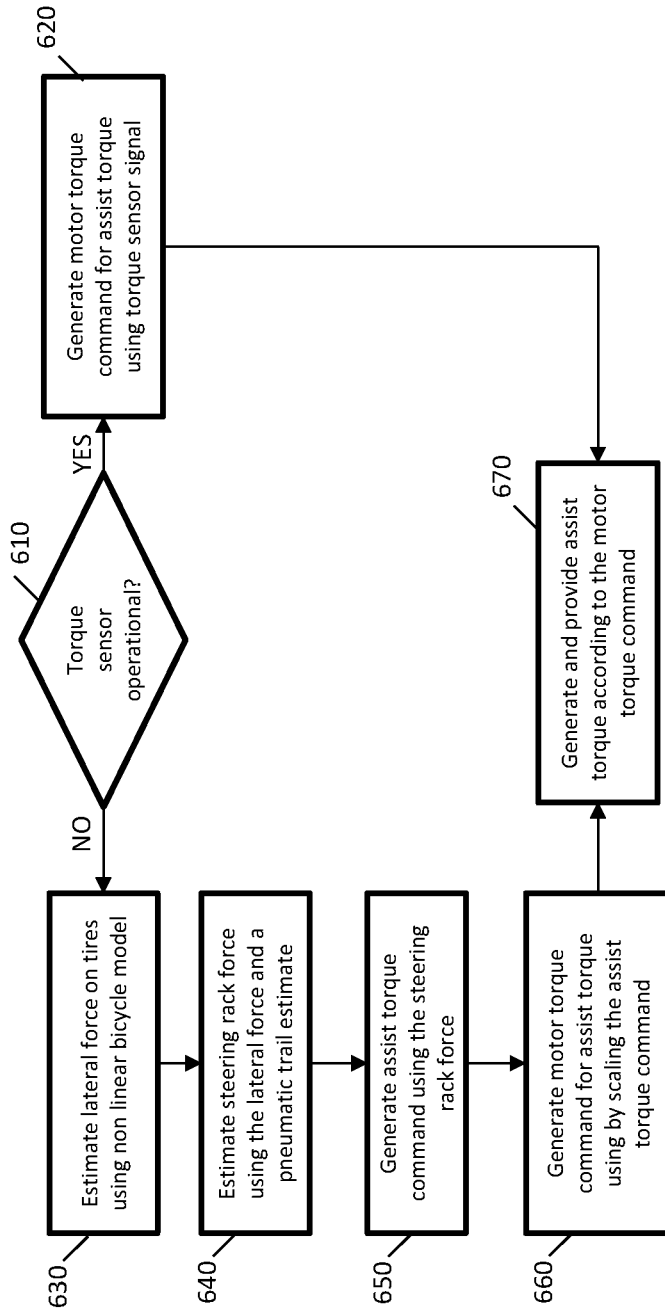 610
Torque
sensor
operational?
YES
NO
620
Generate motor torque
command for assist torque
using torque sensor signal
630
Estimate lateral force on tires
using non linear bicycle model
640
Estimate steering rack force
using the lateral force and a
pneumatic trail estimate
650
Generate assist torque
command using the steering
rack force
660
Generate motor torque
command for assist torque
using by scaling the assist
torque command
670
Generate and provide assist
torque according to the motor
torque command